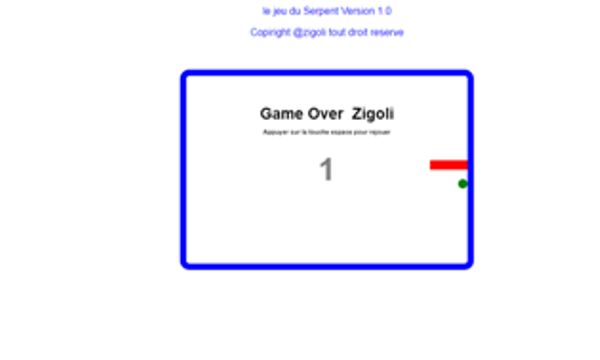 le jeu du Serpent Version 1 0
Copiright @zigoli tout droit reserve
Game Over Zigoli
Appuyer sur la touche espace pour rejouer
1